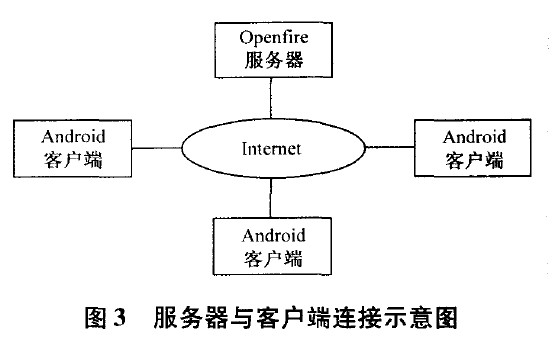 Openfire
服务器
Android
客户端
Internet
Android
客户端
Android
客户端
图3 服务器与客户端连接示意图